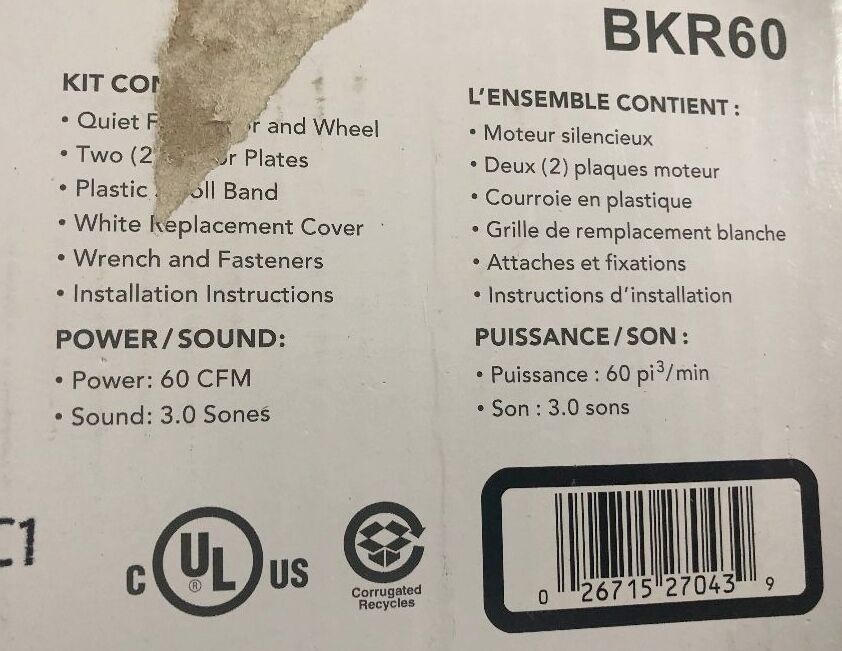 BKR60
KIT CON
• Quiet F r and Wheel
• Two (2 r Plates
• Plastic oll Band
• White Replacement Cover
• Wrench and Fasteners
• Installation Instructions
POWER/SOUND:
• Power: 60 CFM
• Sound: 3.0 Sones
L'ENSEMBLE CONTIENT :
• Moteur silencieux
• Deux (2) plaques moteur
• Courroie en plastique
• Grille de remplacement blanche
• Attaches et fixations
• Instructions d'installation
PUISSANCE/SON :
• Puissance : 60 pi³/min
• Son : 3.0 sons
C1
C UL® US
Corrugated
Recycles
0 26715 27043 9